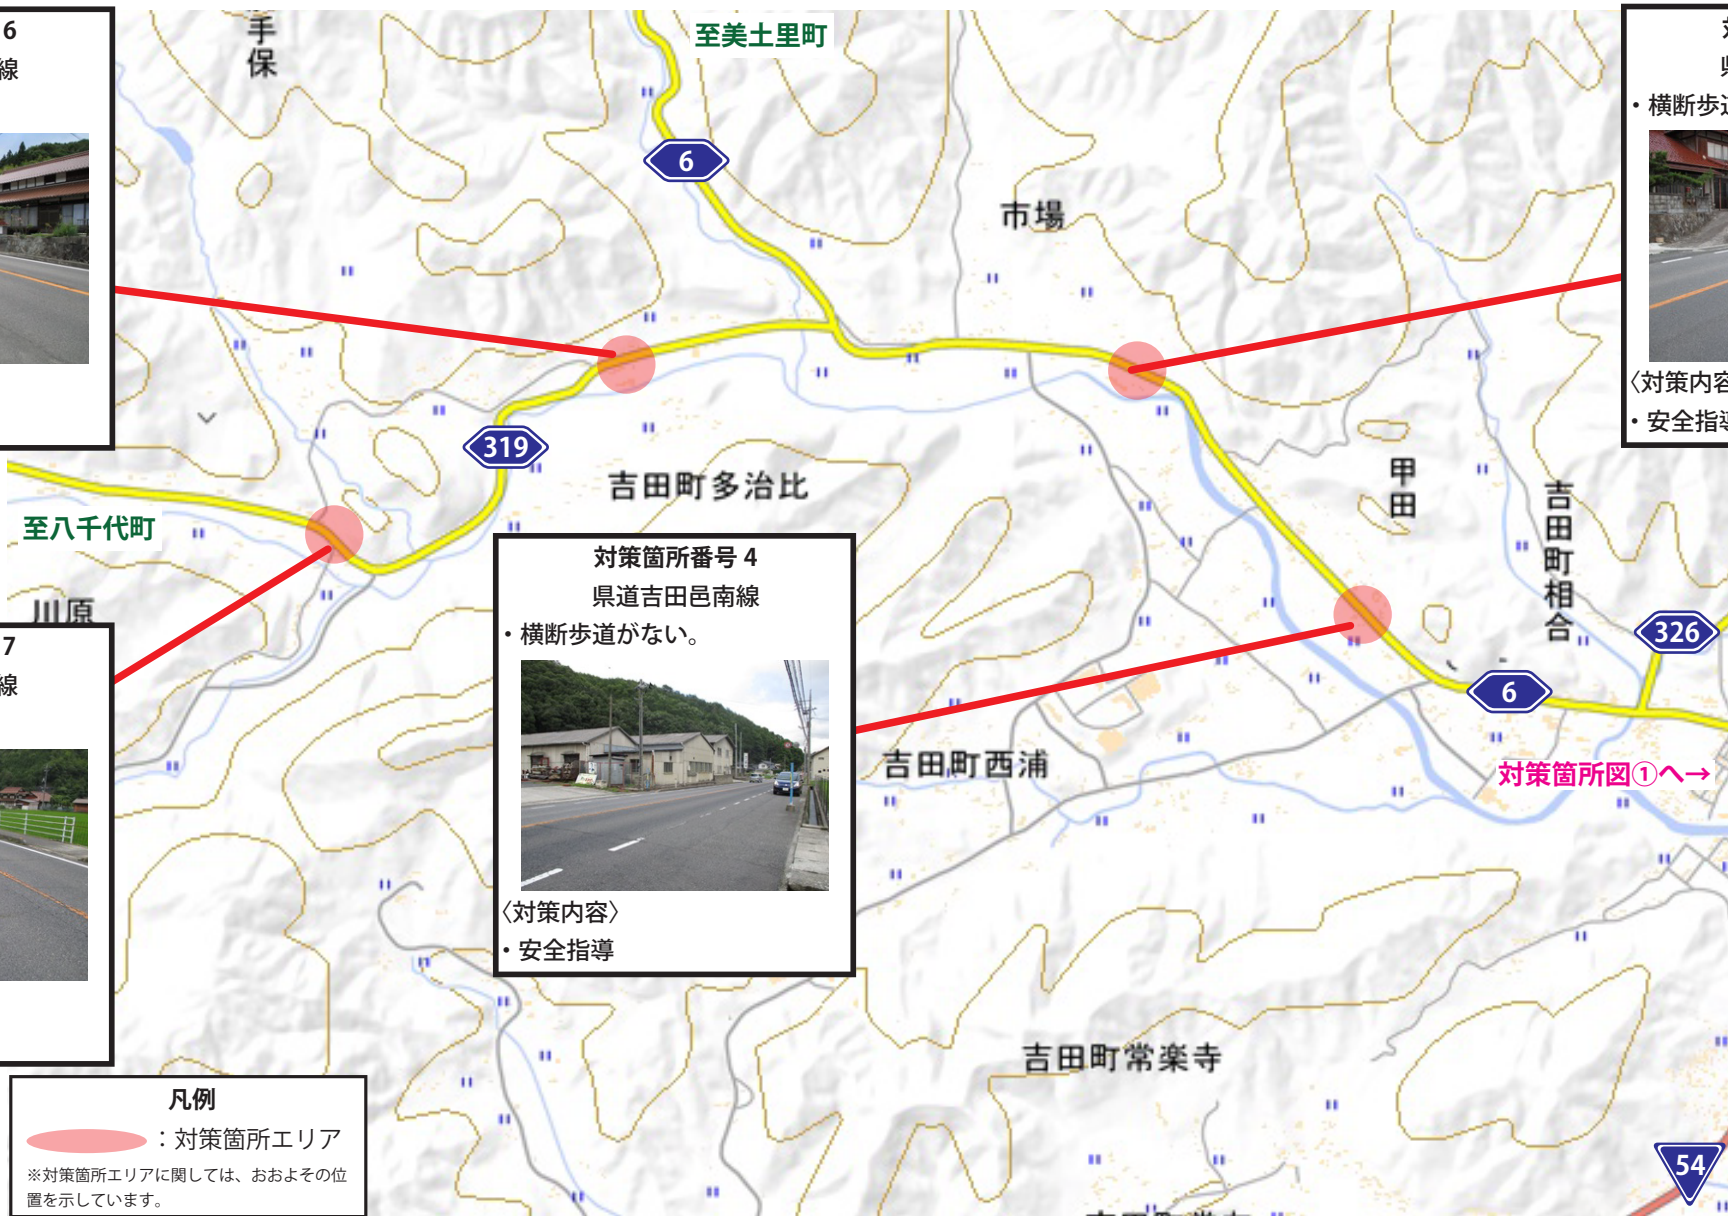 6
線
手
保
至美土里町
6
市場
対
・横断歩道
〈対策内容
・安全指導
319
吉田町多治比
甲
田
吉
田
町
相
合
至八千代町
川原
7
線
対策箇所番号 4
県道吉田邑南線
・横断歩道がない。
〈対策内容〉
・安全指導
326
6
吉田町西浦
対策箇所図①へ→
吉田町常楽寺
凡例
：対策箇所エリア
※対策箇所エリアに関しては、おおよその位
置を示しています。
54